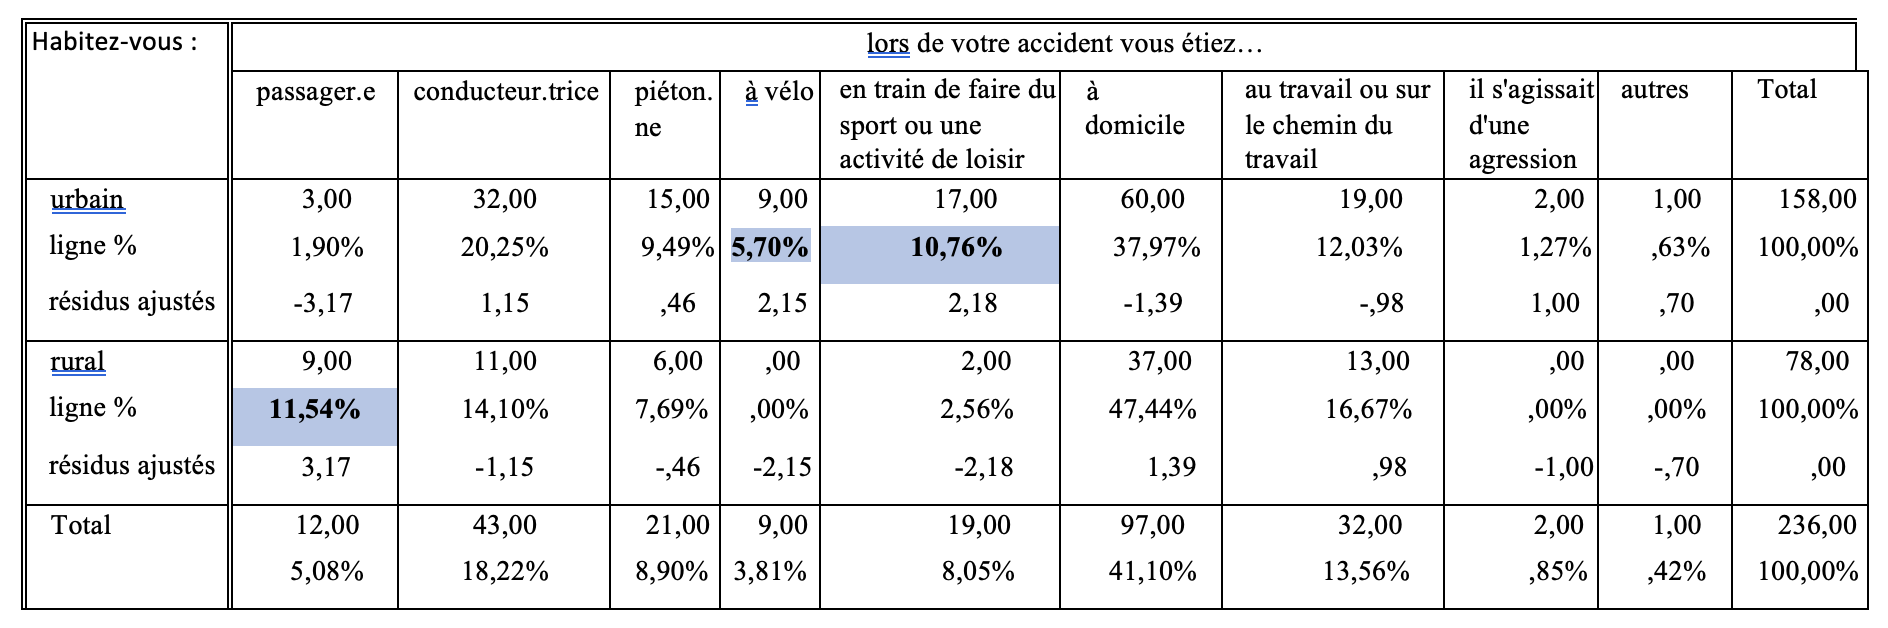 Habitez-vous : lors de votre accident vous étiez…
passager.e conducteur.trice piéton. à vélo en train de faire du à au travail ou sur il s'agissait autres Total
ne sport ou une domicile le chemin du d'une
activité de loisir travail agression
urbain 3,00 32,00 15,00 9,00 17,00 60,00 19,00 2,00 1,00 158,00
ligne % 1,90% 20,25% 9,49% 5,70% 10,76% 37,97% 12,03% 1,27% ,63% 100,00%
résidus ajustés -3,17 1,15 ,46 2,15 2,18 -1,39 -,98 1,00 ,70 ,00
rural 9,00 11,00 6,00 ,00 2,00 37,00 13,00 ,00 ,00 78,00
ligne % 11,54% 14,10% 7,69% ,00% 2,56% 47,44% 16,67% ,00% ,00% 100,00%
résidus ajustés 3,17 -1,15 -,46 -2,15 -2,18 1,39 ,98 -1,00 -,70 ,00
Total 12,00 43,00 21,00 9,00 19,00 97,00 32,00 2,00 1,00 236,00
5,08% 18,22% 8,90% 3,81% 8,05% 41,10% 13,56% ,85% ,42% 100,00%